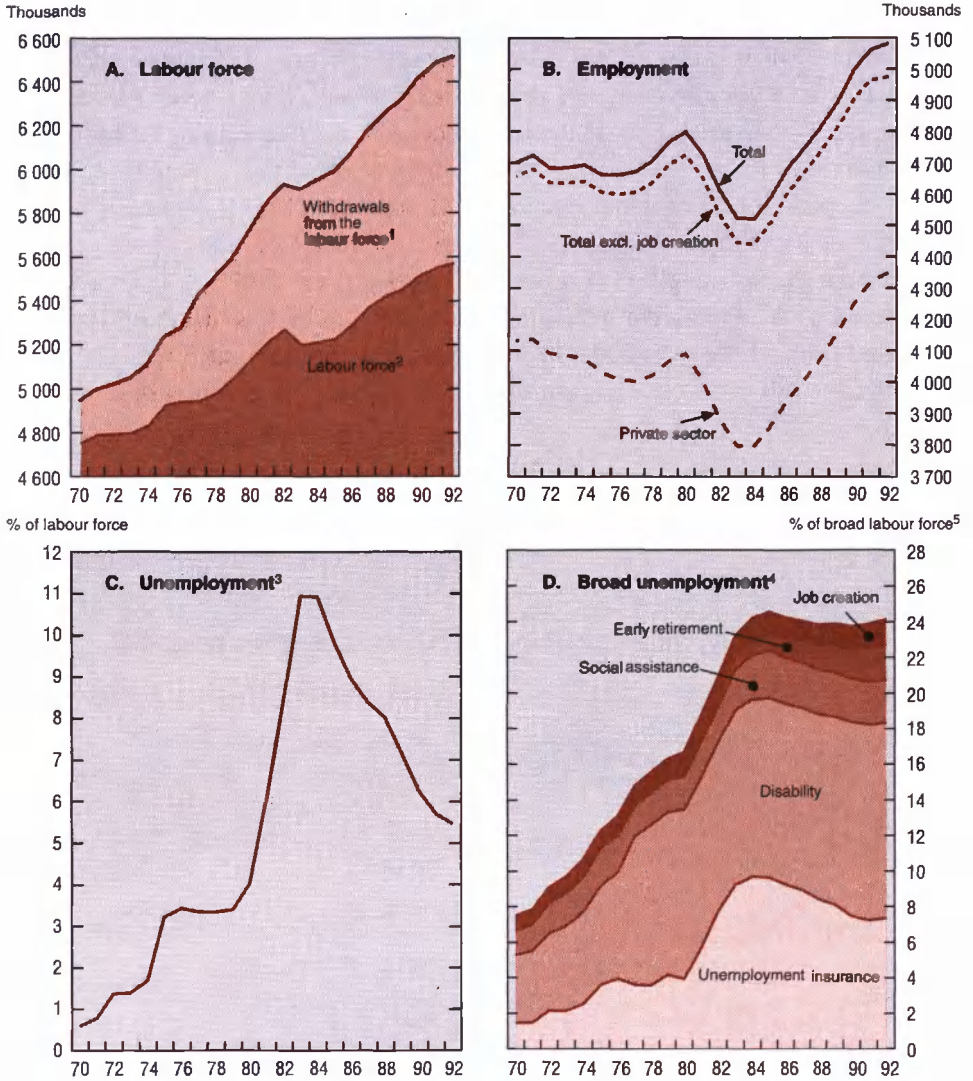 Thousands
Thousands
A. Labour force
6 600
6 400
6 200
6 000
5 800
5 600
5 400
5 200
5 000
4 800
4 600
Withdrawals
from the
labour force¹
Labour force²
70 72 74 76 78 80 82 84 86 88 90 92
B. Employment
5 100
5 000
4 900
4 800
4 700
4 600
4 500
4 400
4 300
4 200
4 100
4 000
3 900
3 800
3 700
Total
Total excl. job creation
Private sector
70 72 74 76 78 80 82 84 86 88 90 92
% of labour force
% of broad labour force⁵
C. Unemployment³
12
11
10
9
8
7
6
5
4
3
2
1
0
70 72 74 76 78 80 82 84 86 88 90 92
D. Broad unemployment⁴
28
26
24
22
20
18
16
14
12
10
8
6
4
2
0
Job creation
Early retirement
Social assistance
Disability
Unemployment insurance
70 72 74 76 78 80 82 84 86 88 90 92